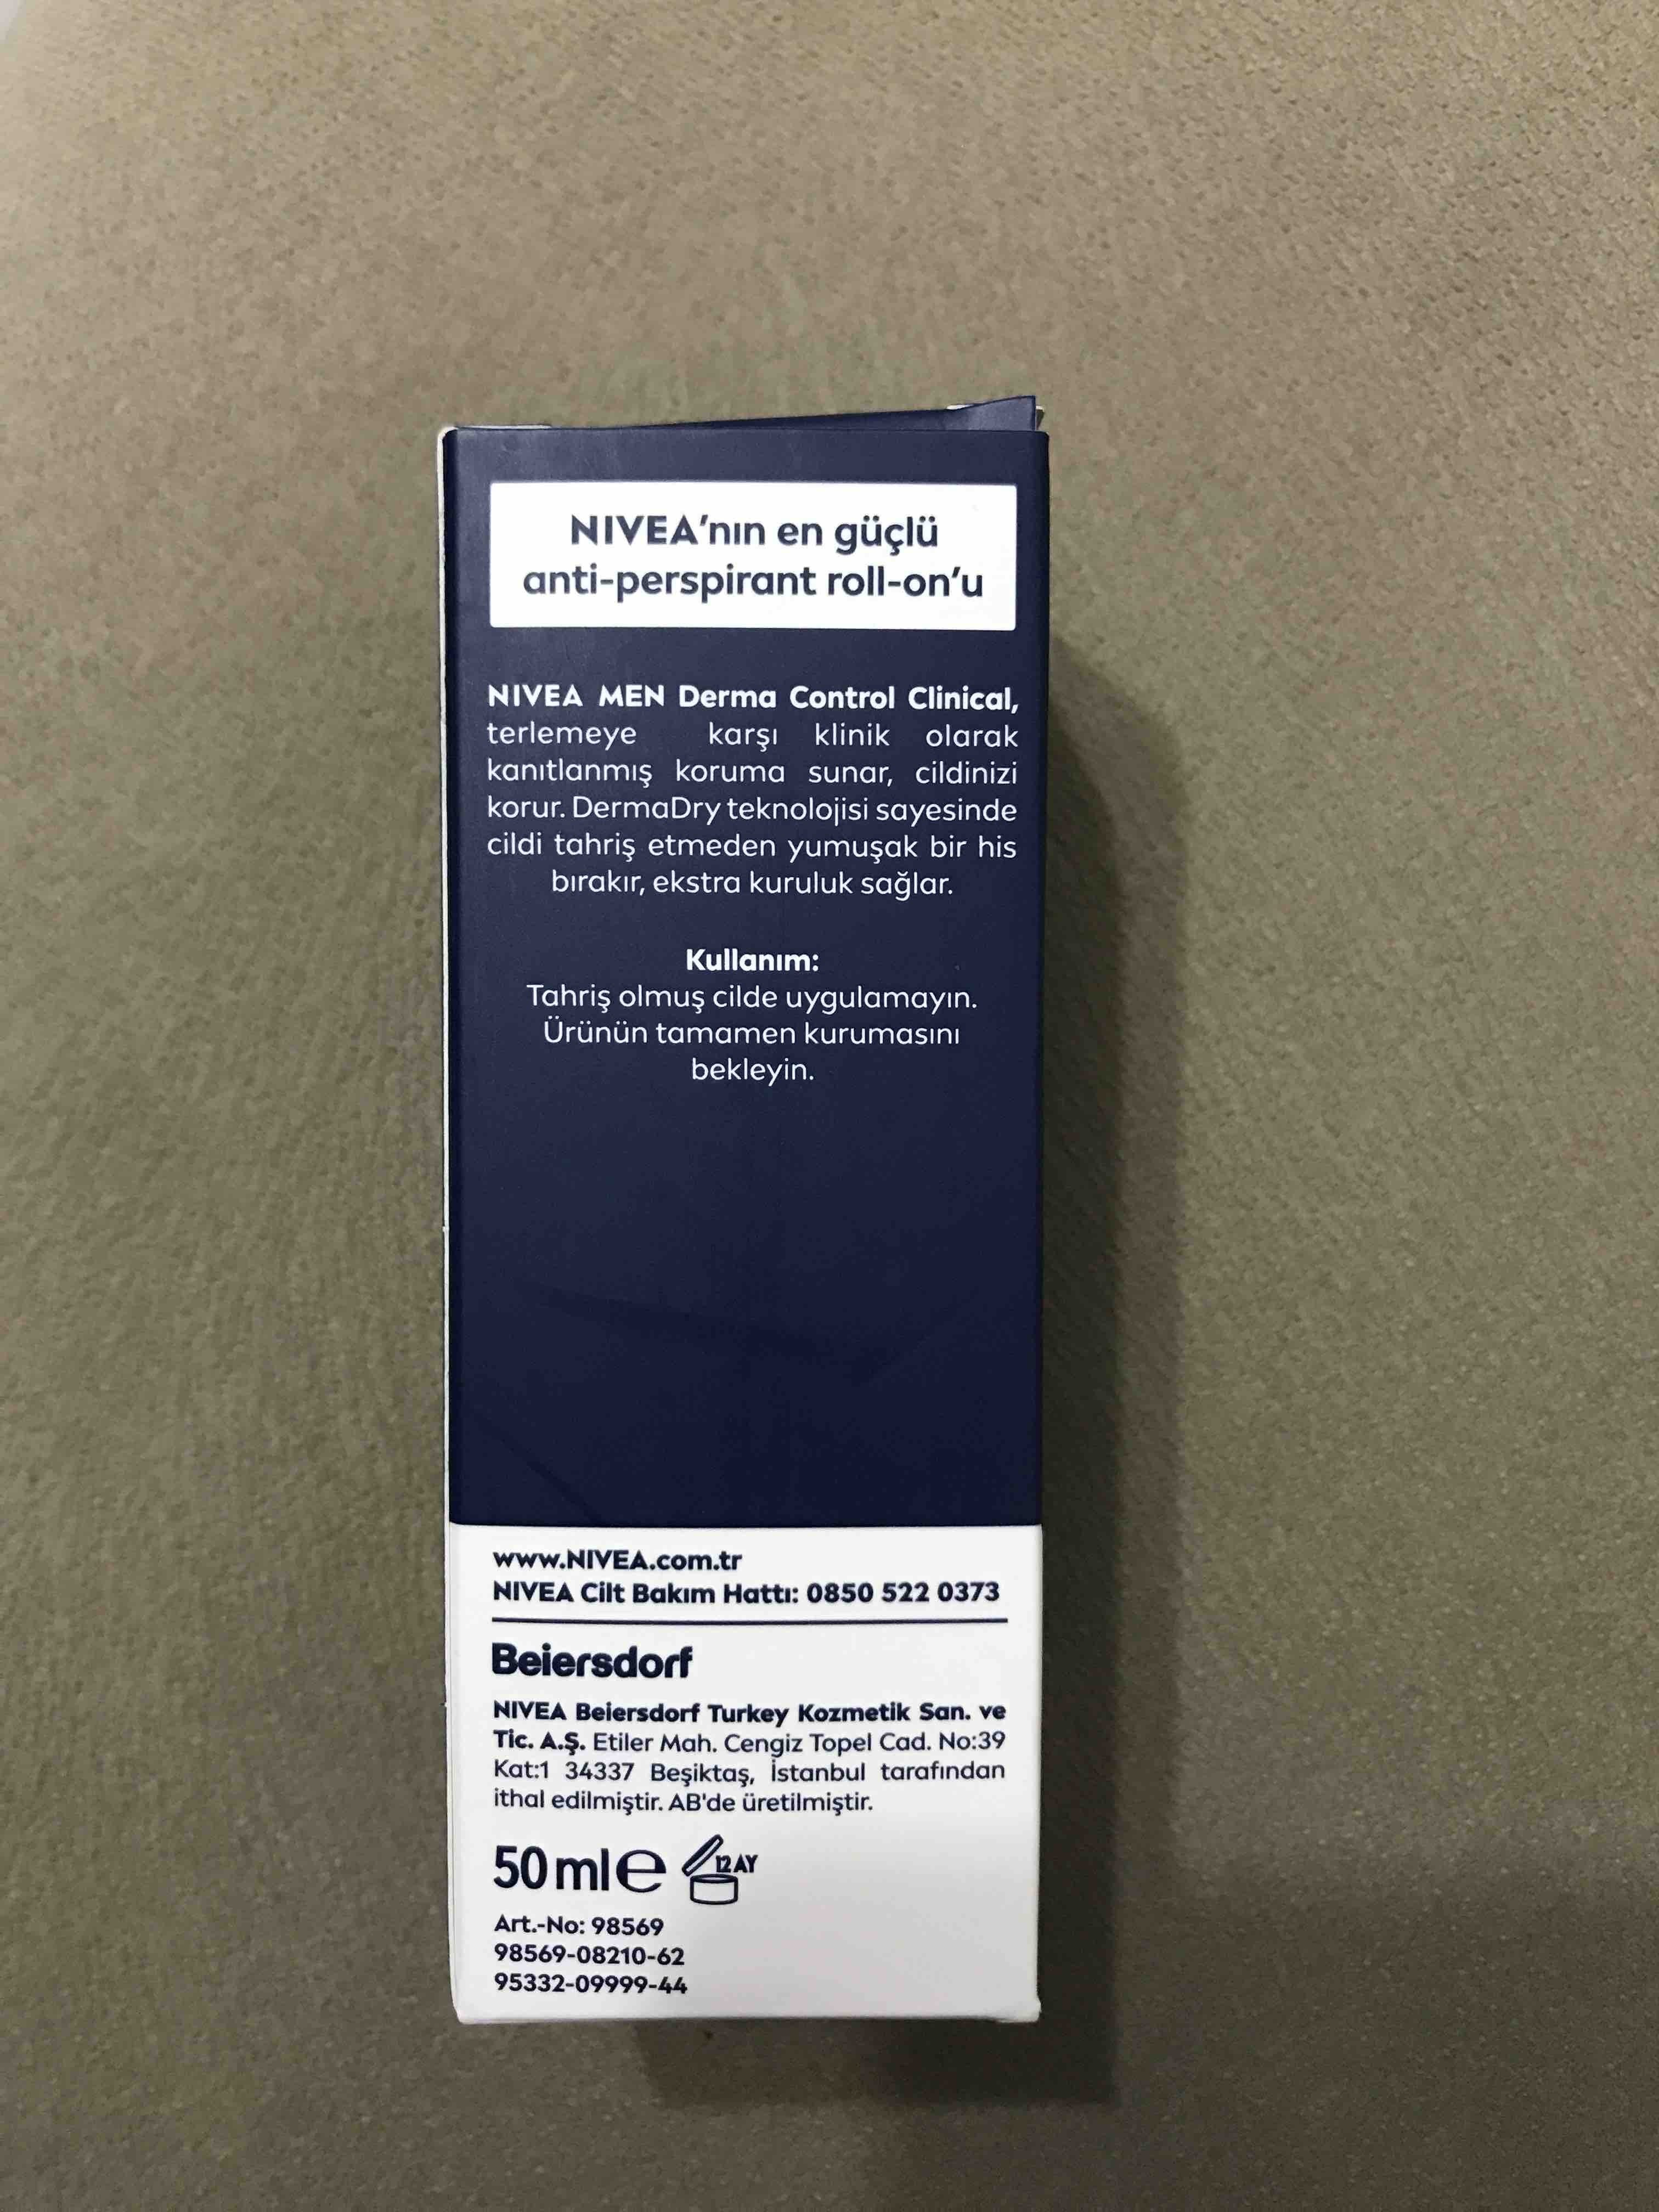 NIVEA'nın en güçlü
anti-perspirant roll-on'u
NIVEA MEN Derma Control Clinical,
terlemeye karşı klinik olarak
kanıtlanmış koruma sunar, cildinizi
korur. DermaDry teknolojisi sayesinde
cildi tahriş etmeden yumuşak bir his
bırakır, ekstra kuruluk sağlar.
Kullanım:
Tahriş olmuş cilde uygulamayın.
Ürünün tamamen kurumasını
bekleyin.
www.NIVEA.com.tr
NIVEA Cilt Bakım Hattı: 0850 522 0373
Beiersdorf
NIVEA Beiersdorf Turkey Kozmetik San. ve
Tic. A.Ş. Etiler Mah. Cengiz Topel Cad. No:39
Kat:1 34337 Beşiktaş, İstanbul tarafından
ithal edilmiştir. AB'de üretilmiştir.
50 ml e 12 AY
Art.-No: 98569
98569-08210-62
95332-09999-44